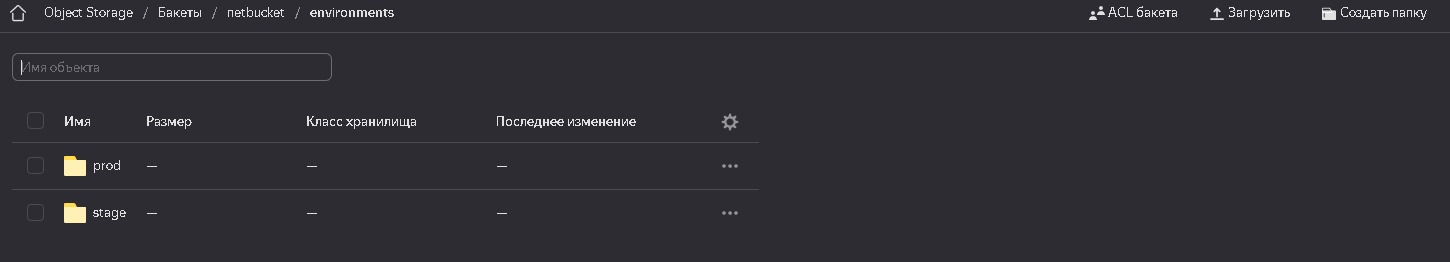 Object Storage / Бакеты / netbucket / environments ACL бакета Загрузить Создать папку
Имя объекта
Имя Размер Класс хранилища Последнее изменение
prod — — —
stage — — —